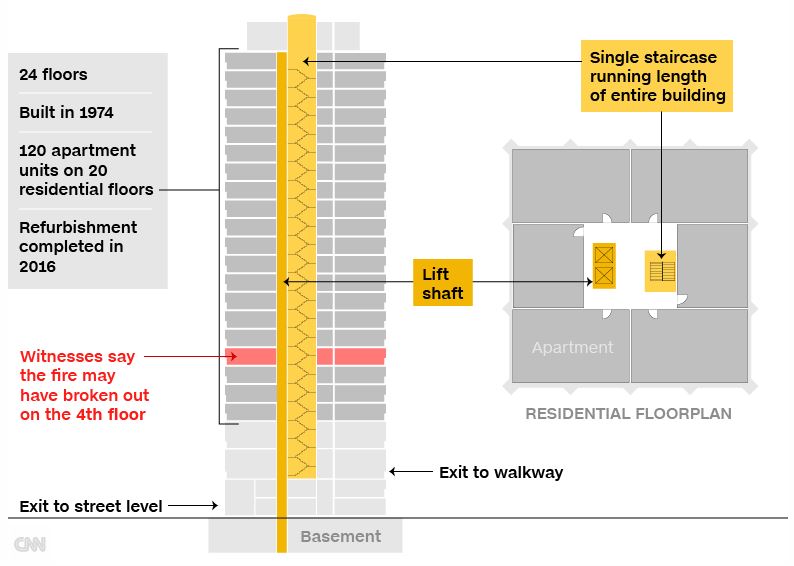 24 floors
Built in 1974
120 apartment
units on 20
residential floors
Refurbishment
completed in
2016
Witnesses say
the fire may
have broken out
on the 4th floor
Exit to street level
Single staircase
running length
of entire building
Lift
shaft
Apartment
RESIDENTIAL FLOORPLAN
Exit to walkway
Basement
CNN